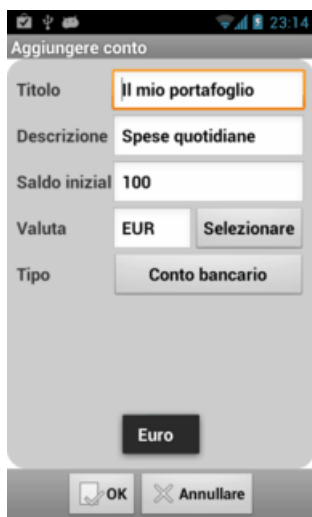 23:14
Aggiungere conto
Titolo Il mio portafoglio
Descrizione Spese quotidiane
Saldo inizial 100
Valuta EUR Selezionare
Tipo Conto bancario
Euro
OK Annullare